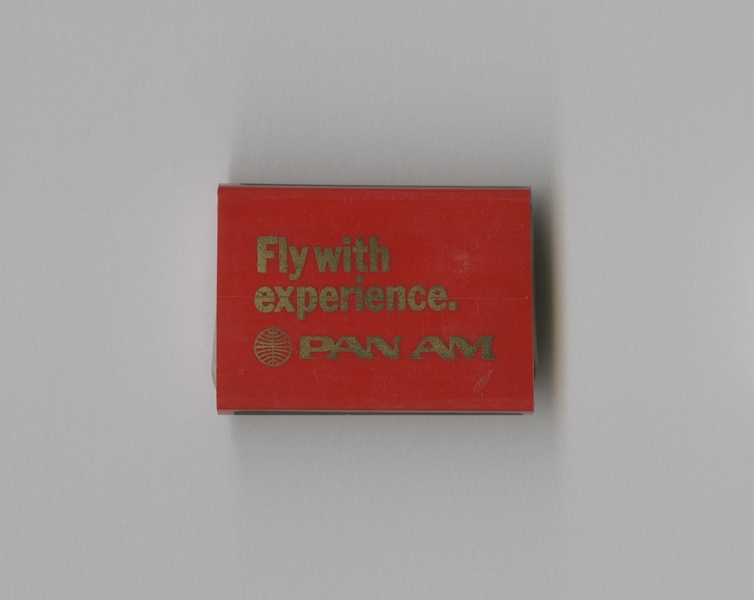 Fly with
experience.
PAN AM